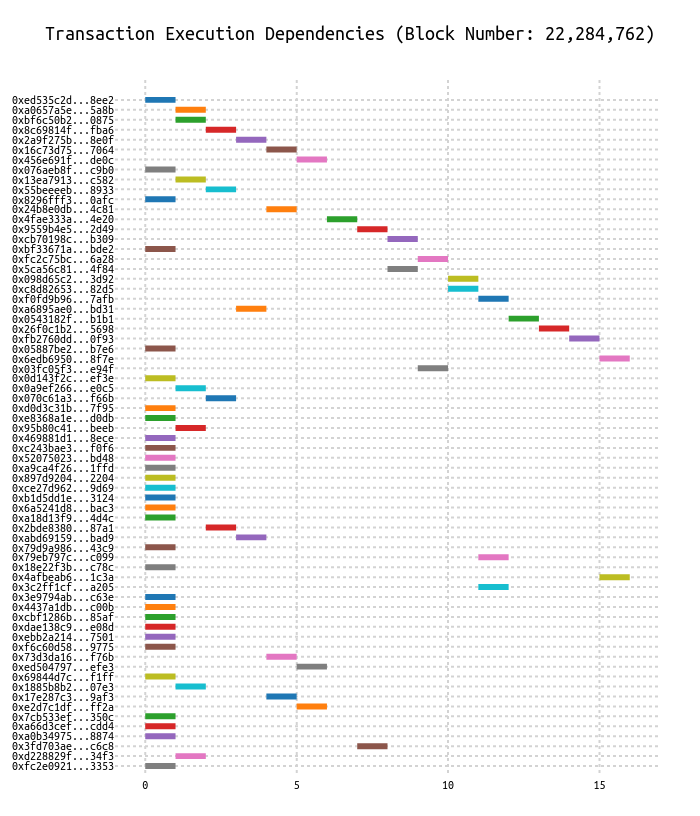 Transaction Execution Dependencies (Block Number: 22,284,762)
0xed535c2d...8ee2
0xa0657a5e...5a8b
0xbf6c50b2...0875
0x8c69814f...fba6
0x2a9f275b...8e0f
0x16c73d75...7064
0x456e691f...de0c
0x076aeb8f...c9b0
0x13ea7913...c582
0x55beeeeb...8933
0x8296fff3...0afc
0x24b8e0db...4c81
0x4fae333a...4e20
0x9559b4e5...2d49
0xcb70198c...b309
0xbf33671a...bde2
0xfc2c75bc...6a28
0x5ca56c81...4f84
0x098d65c2...3d92
0xc8d82653...82d5
0xf0fd9b96...7afb
0xa6895ae0...bd31
0x0543182f...b1b1
0x26f0c1b2...5698
0xfb2760dd...0f93
0x05887be2...b7e6
0x6edb6950...8f7e
0x03fc05f3...e94f
0x0d143f2c...ef3e
0x0a9ef266...e0c5
0x070c61a3...f66b
0xd0d3c31b...7f95
0xe8368a1e...d0db
0x95b80c41...beeb
0x469881d1...8ece
0xc243bae3...f0f6
0x52075023...bd48
0xa9ca4f26...1ffd
0x897d9204...2204
0xce27d962...9d69
0xb1d5dd1e...3124
0x6a5241d8...bac3
0xa18d13f9...4d4c
0x2bde8380...87a1
0xabd69159...bad9
0x79d9a986...43c9
0x79eb797c...c099
0x18e22f3b...c78c
0x4afbeab6...1c3a
0x3c2ff1cf...a205
0x3e9794ab...c63e
0x4437a1db...c00b
0xcbf1286b...85af
0xdae138c9...e08d
0xebb2a214...7501
0xf6c60d58...9775
0x73d3da16...f76b
0xed504797...efe3
0x69844d7c...f1ff
0x1885b8b2...07e3
0x17e287c3...9af3
0xe2d7c1df...ff2a
0x7cb533ef...350c
0xa66d3cef...cdd4
0xa0b34975...8874
0x3fd703ae...c6c8
0xd228829f...34f3
0xfc2e0921...3353
0 5 10 15